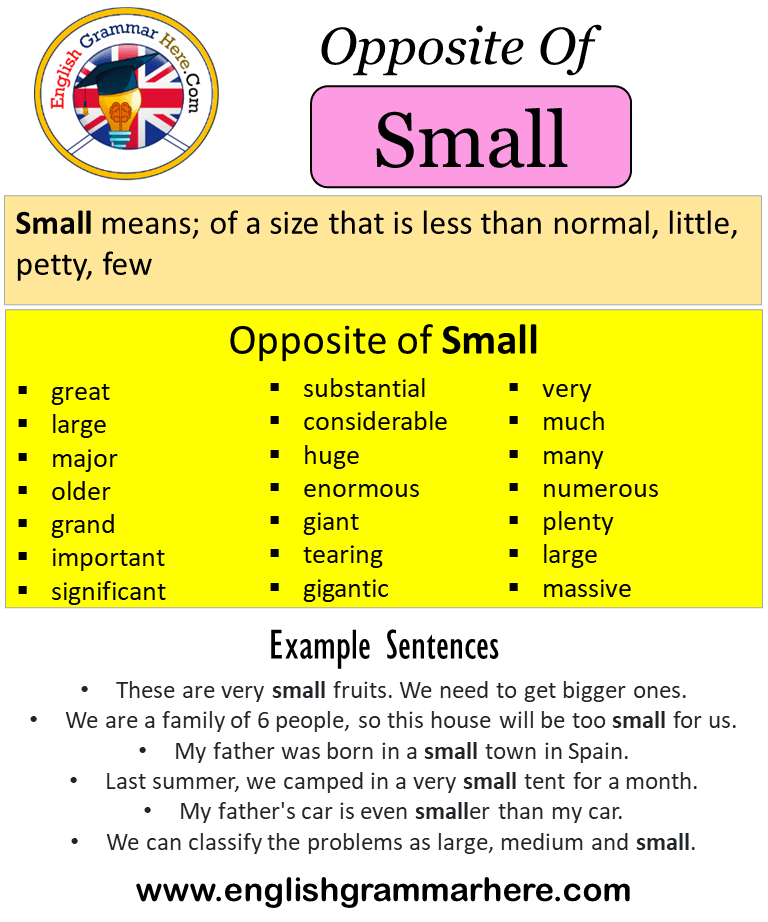 English Grammar Here.Com
Opposite Of
Small
Small means; of a size that is less than normal, little,
petty, few
Opposite of Small
▪ great
▪ large
▪ major
▪ older
▪ grand
▪ important
▪ significant
▪ substantial
▪ considerable
▪ huge
▪ enormous
▪ giant
▪ tearing
▪ gigantic
▪ very
▪ much
▪ many
▪ numerous
▪ plenty
▪ large
▪ massive
Example Sentences
• These are very small fruits. We need to get bigger ones.
• We are a family of 6 people, so this house will be too small for us.
• My father was born in a small town in Spain.
• Last summer, we camped in a very small tent for a month.
• My father's car is even smaller than my car.
• We can classify the problems as large, medium and small.
www.englishgrammarhere.com